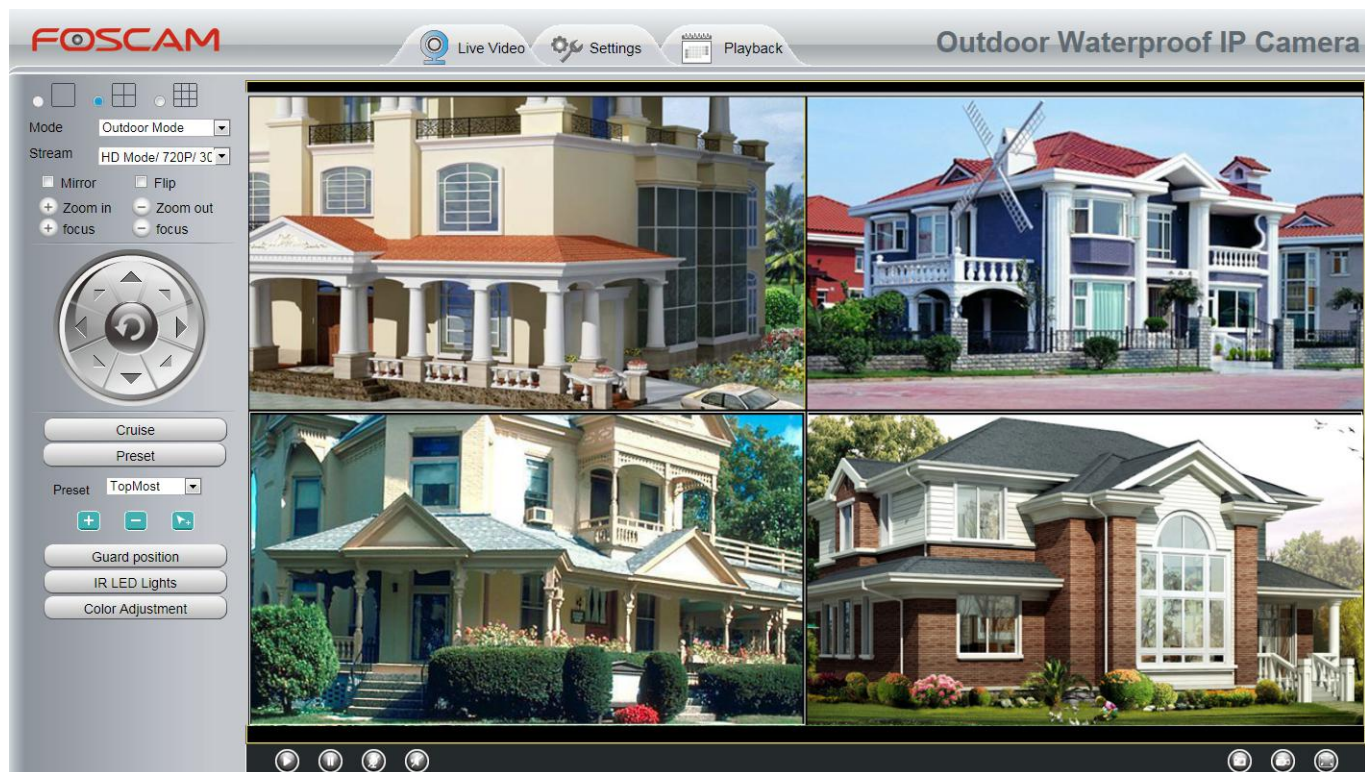 FOSCAM
Live Video
Settings
Playback
Outdoor Waterproof IP Camera
Mode
Outdoor Mode
Stream
HD Mode/ 720P/ 30
Mirror
Flip
Zoom in
Zoom out
focus
focus
Cruise
Preset
Preset
TopMost
Guard position
IR LED Lights
Color Adjustment